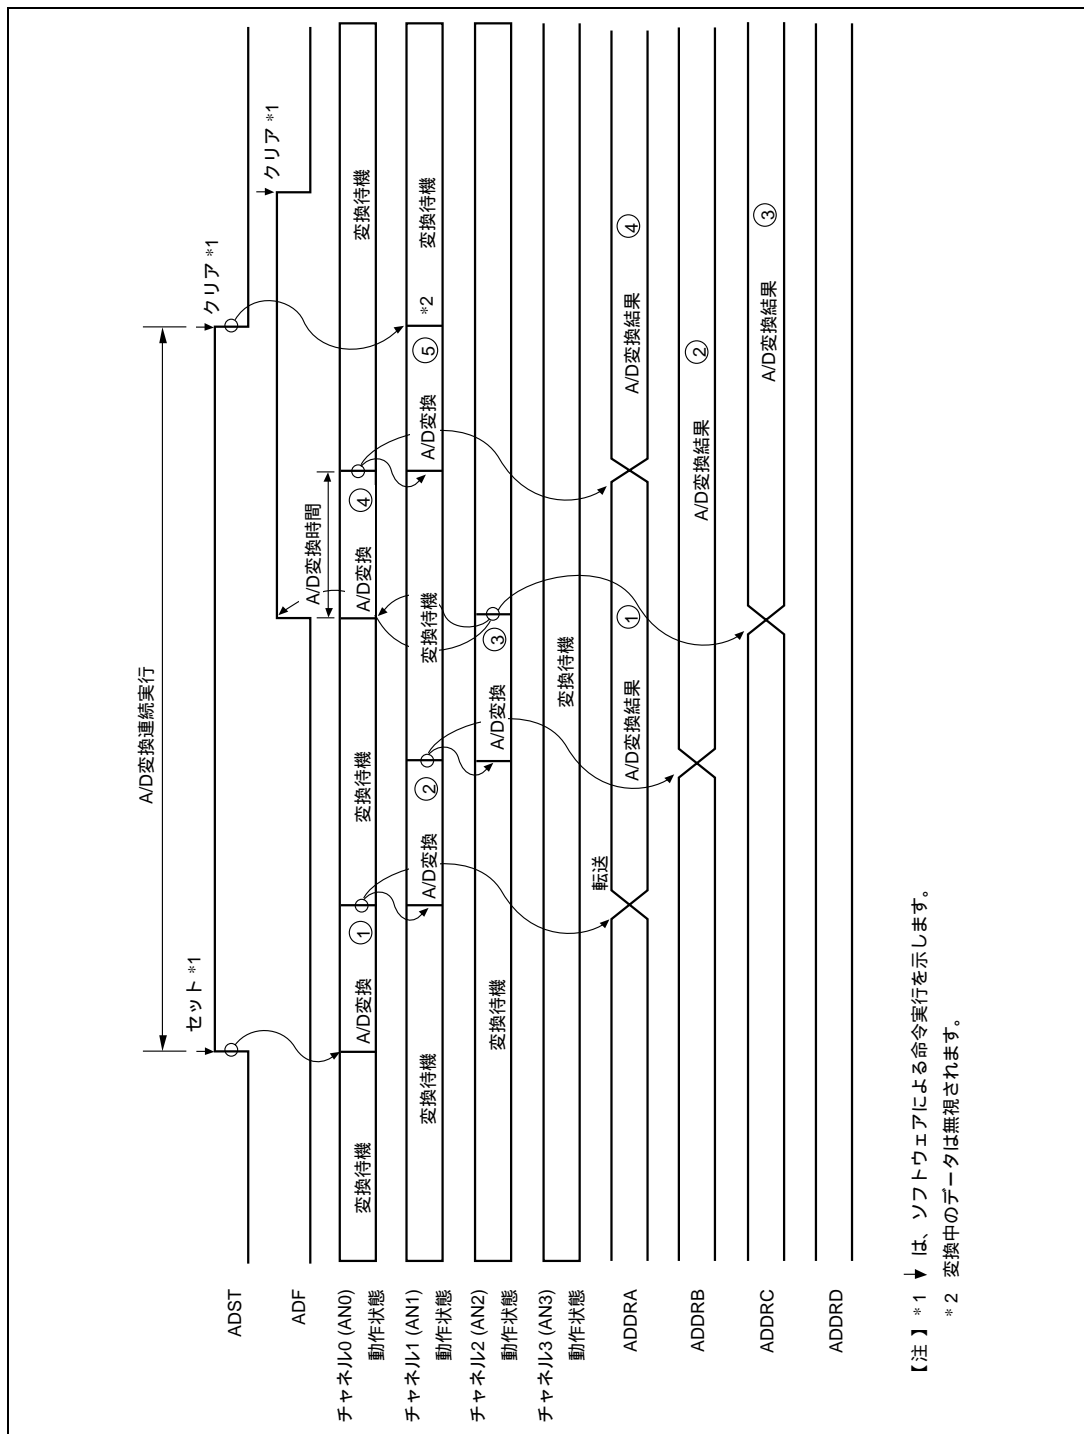 A/D変換連続実行
セット *1
クリア *1
ADST
クリア *1
ADF
A/D変換時間
チャネル0 (AN0)
動作状態
変換待機
A/D変換 ①
変換待機
A/D変換 ④
変換待機
チャネル1 (AN1)
動作状態
変換待機
A/D変換 ②
変換待機
A/D変換 ⑤
*2
変換待機
チャネル2 (AN2)
動作状態
変換待機
A/D変換 ③
チャネル3 (AN3)
動作状態
変換待機
転送
ADDRA
A/D変換結果 ①
A/D変換結果 ④
ADDRB
A/D変換結果 ②
ADDRC
A/D変換結果 ③
ADDRD
【注】 *1 ↓ は、ソフトウェアによる命令実行を示します。
*2 変換中のデータは無視されます。